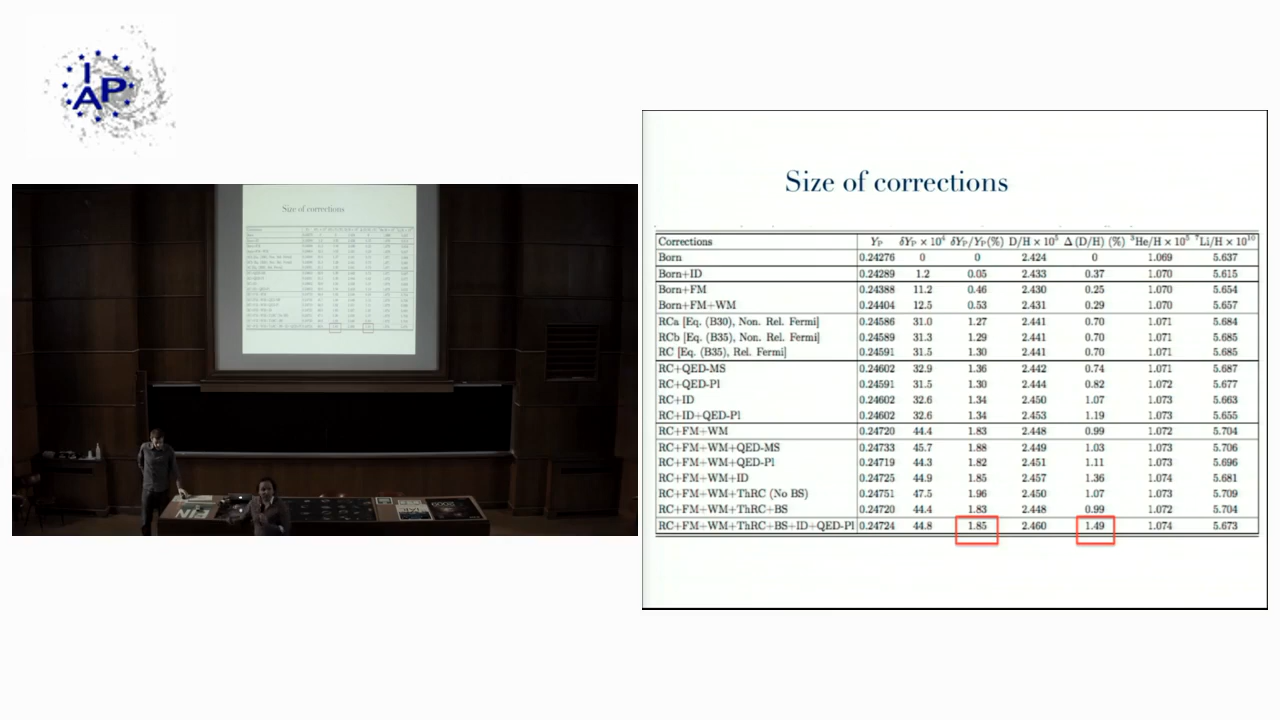 I
AP
Size of corrections
Size of corrections
Corrections Y_P δY_P × 10⁴ δY_P/Y_P(%) D/H × 10⁵ Δ (D/H) (%) ³He/H × 10⁵ ⁷Li/H × 10¹⁰
Born 0.24276 0 0 2.424 0 1.069 5.637
Born+ID 0.24289 1.2 0.05 2.433 0.37 1.070 5.615
Born+FM 0.24388 11.2 0.46 2.430 0.25 1.070 5.654
Born+FM+WM 0.24404 12.5 0.53 2.431 0.29 1.070 5.657
RCa [Eq. (B30), Non. Rel. Fermi] 0.24586 31.0 1.27 2.441 0.70 1.071 5.684
RCb [Eq. (B35), Non. Rel. Fermi] 0.24589 31.3 1.29 2.441 0.70 1.071 5.685
RC [Eq. (B35), Rel. Fermi] 0.24591 31.5 1.30 2.441 0.70 1.071 5.685
RC+QED-MS 0.24602 32.9 1.36 2.442 0.74 1.071 5.687
RC+QED-Pl 0.24591 31.5 1.30 2.444 0.82 1.072 5.677
RC+ID 0.24602 32.6 1.34 2.450 1.07 1.073 5.663
RC+ID+QED-Pl 0.24602 32.6 1.34 2.453 1.19 1.073 5.655
RC+FM+WM 0.24720 44.4 1.83 2.448 0.99 1.072 5.704
RC+FM+WM+QED-MS 0.24733 45.7 1.88 2.449 1.03 1.073 5.706
RC+FM+WM+QED-Pl 0.24719 44.3 1.82 2.451 1.11 1.073 5.696
RC+FM+WM+ID 0.24725 44.9 1.85 2.457 1.36 1.074 5.681
RC+FM+WM+ThRC (No BS) 0.24751 47.5 1.96 2.450 1.07 1.073 5.709
RC+FM+WM+ThRC+BS 0.24720 44.4 1.83 2.448 0.99 1.072 5.704
RC+FM+WM+ThRC+BS+ID+QED-Pl 0.24724 44.8 1.85 2.460 1.49 1.074 5.673